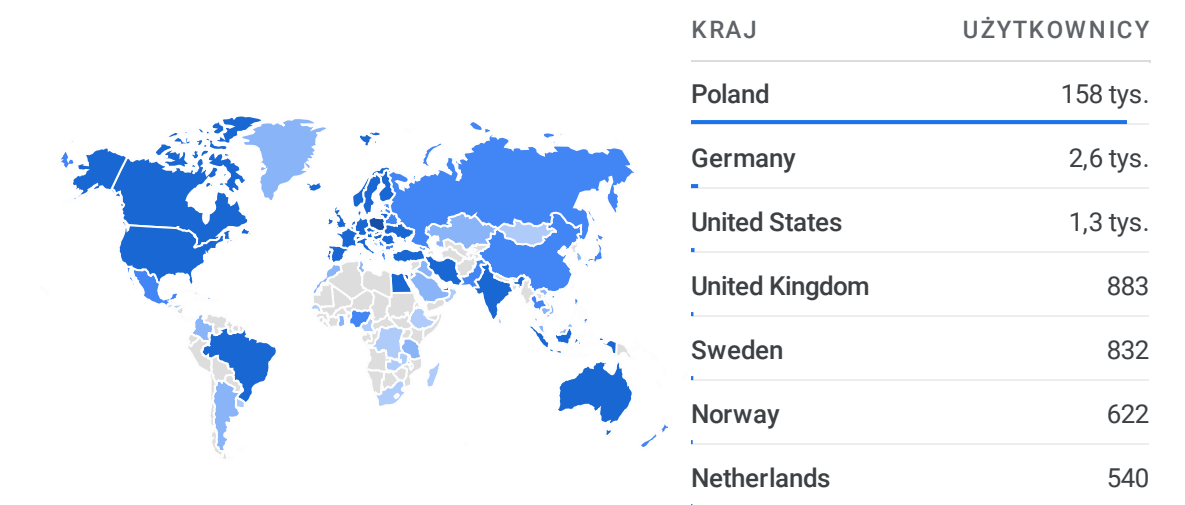 KRAJ UŻYTKOWNICY
Poland 158 tys.
Germany 2,6 tys.
United States 1,3 tys.
United Kingdom 883
Sweden 832
Norway 622
Netherlands 540